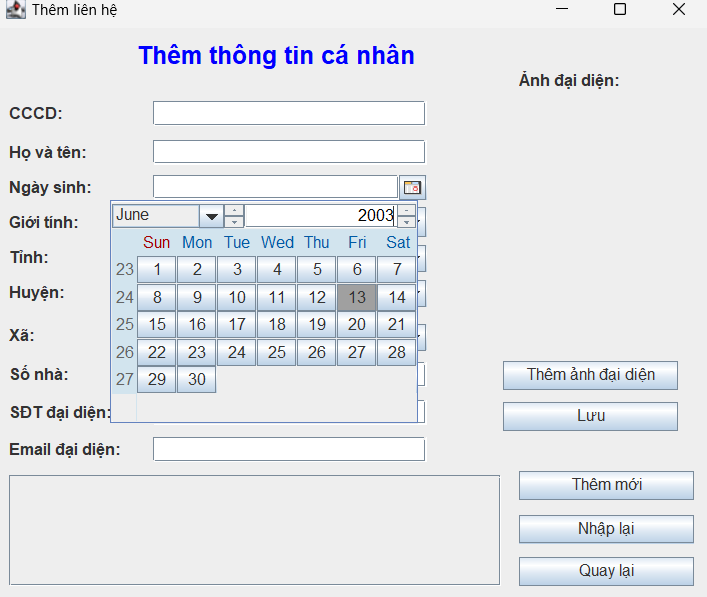 Thêm liên hệ
Thêm thông tin cá nhân
Ảnh đại diện:
CCCD:
Họ và tên:
Ngày sinh:
Giới tính:
Tỉnh:
Huyện:
Xã:
Số nhà:
SĐT đại diện:
Email đại diện:
June 2003
Sun Mon Tue Wed Thu Fri Sat
23 1 2 3 4 5 6 7
24 8 9 10 11 12 13 14
25 15 16 17 18 19 20 21
26 22 23 24 25 26 27 28
27 29 30
Thêm ảnh đại diện
Lưu
Thêm mới
Nhập lại
Quay lại